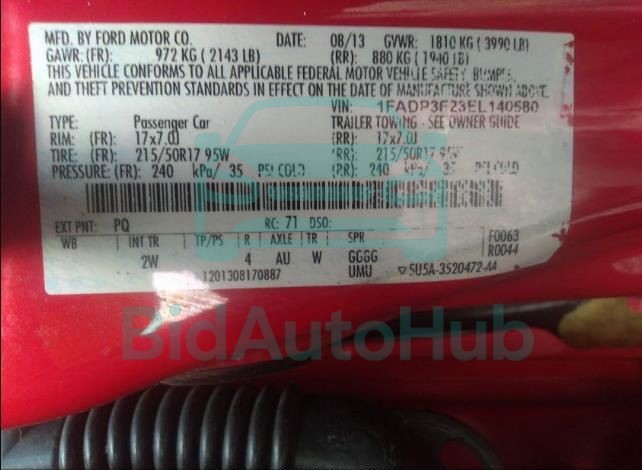 MFD. BY FORD MOTOR CO. DATE: 08/13 GVWR: 1810 KG ( 3990 LB)
GAWR: (FR): 972 KG ( 2143 LB) (RR): 880 KG ( 1940 LB)
THIS VEHICLE CONFORMS TO ALL APPLICABLE FEDERAL MOTOR VEHICLE SAFETY, BUMPER,
AND THEFT PREVENTION STANDARDS IN EFFECT ON THE DATE OF MANUFACTURE SHOWN ABOVE.
VIN: 1FADP3F23EL140580
TYPE: Passenger Car TRAILER TOWING - SEE OWNER GUIDE
RIM: (FR): 17x7.0J (RR): 17x7.0J
TIRE: (FR): 215/50R17 95W (RR): 215/50R17 95W
PRESSURE: (FR): 240 kPa/ 35 PSI COLD (RR): 240 kPa/ 35 PSI COLD
EXT PNT: PQ RC: 71 DSO: F0063
WB INT TR TP/PS R AXLE TR SPR R0044
2W 4 AU W GGGG
1201308170887 UMU 5U5A-3520472-AA
BidAutoHub